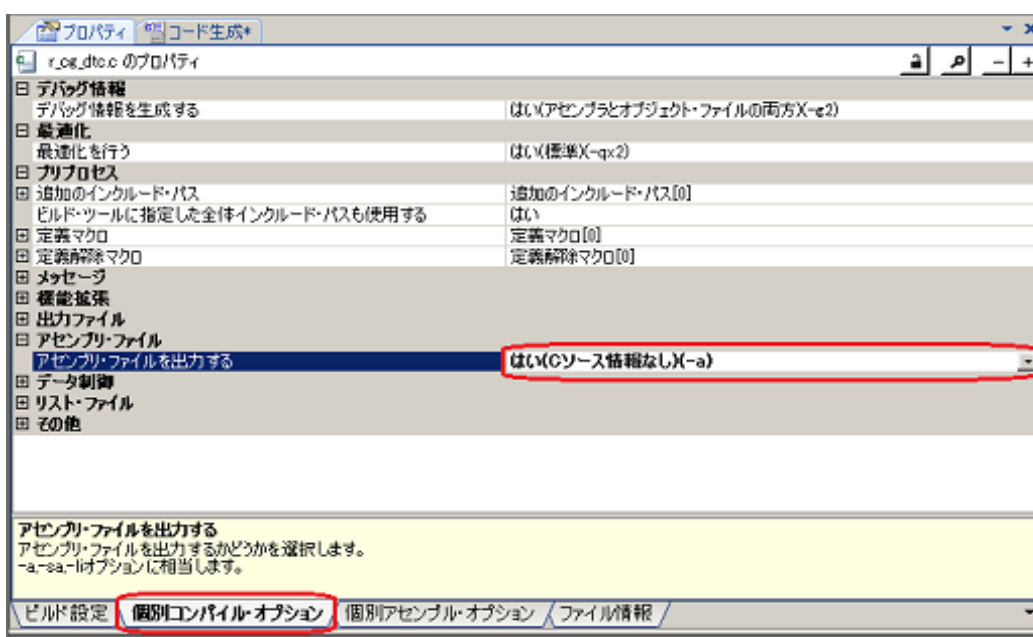 プロパティ コード生成*
r_cg_dtc.c のプロパティ
デバッグ情報
デバッグ情報を生成する はい(アセンブラとオブジェクト・ファイルの両方)(-g2)
最適化
最適化を行う はい(標準)(-qx2)
プリプロセス
追加のインクルード・パス 追加のインクルード・パス[0]
ビルド・ツールに指定した全体インクルード・パスも使用する はい
定義マクロ 定義マクロ[0]
定義解除マクロ 定義解除マクロ[0]
メッセージ
機能拡張
出力ファイル
アセンブリ・ファイル
アセンブリ・ファイルを出力する はい(Cソース情報なし)(-a)
データ制御
リスト・ファイル
その他
アセンブリ・ファイルを出力する
アセンブリ・ファイルを出力するかどうかを選択します。
-a,-sa,-liオプションに相当します。
ビルド設定 個別コンパイル・オプション 個別アセンブル・オプション ファイル情報